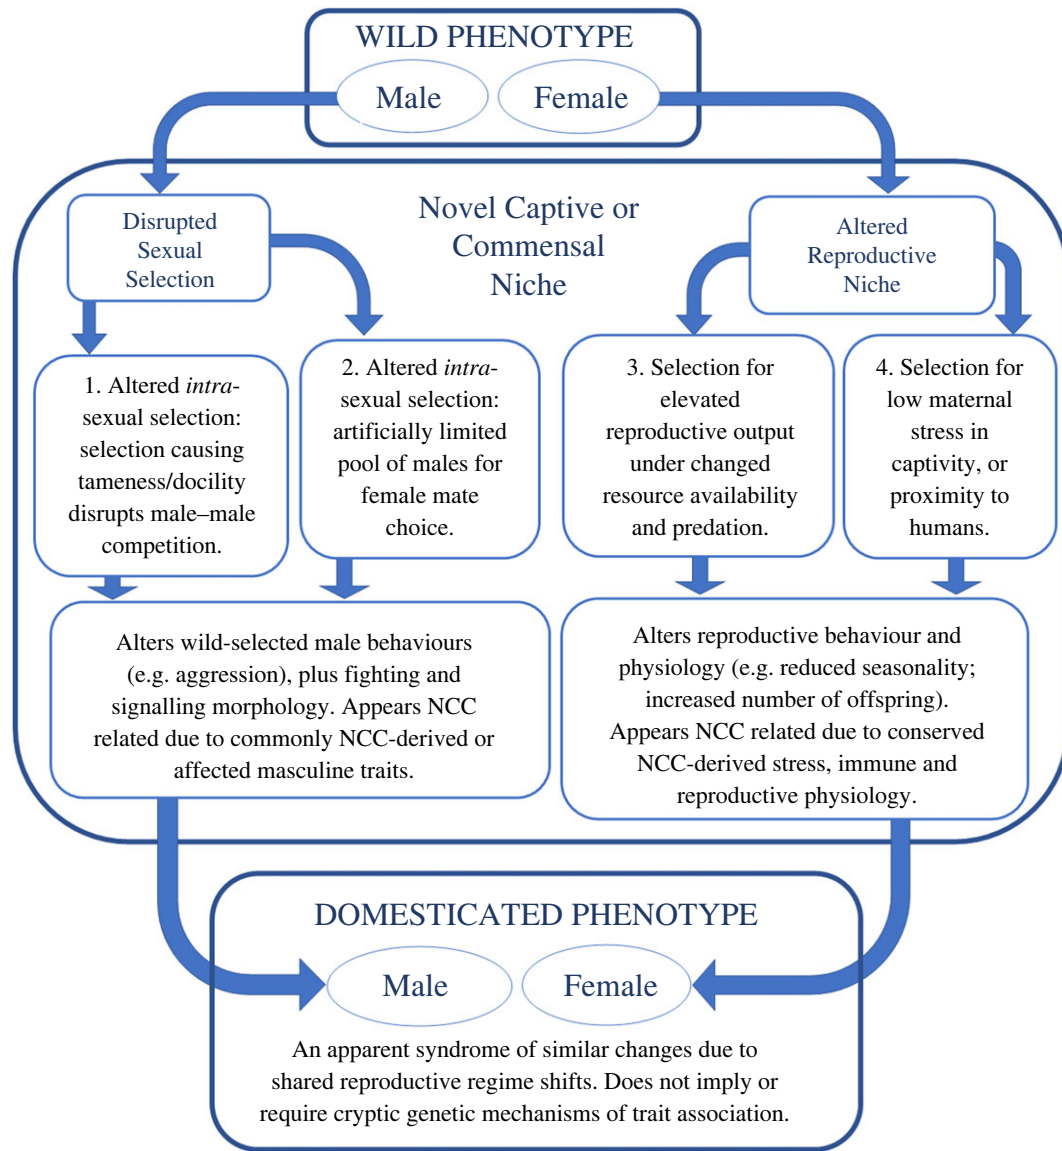 WILD PHENOTYPE
Male
Female
Disrupted
Sexual
Selection
Novel Captive or
Commensal
Niche
Altered
Reproductive
Niche
1. Altered intra-
sexual selection:
selection causing
tameness/docility
disrupts male–male
competition.
2. Altered intra-
sexual selection:
artificially limited
pool of males for
female mate
choice.
3. Selection for
elevated
reproductive output
under changed
resource availability
and predation.
4. Selection for
low maternal
stress in
captivity, or
proximity to
humans.
Alters wild-selected male behaviours
(e.g. aggression), plus fighting and
signalling morphology. Appears NCC
related due to commonly NCC-derived or
affected masculine traits.
Alters reproductive behaviour and
physiology (e.g. reduced seasonality;
increased number of offspring).
Appears NCC related due to conserved
NCC-derived stress, immune and
reproductive physiology.
DOMESTICATED PHENOTYPE
Male
Female
An apparent syndrome of similar changes due to
shared reproductive regime shifts. Does not imply or
require cryptic genetic mechanisms of trait association.